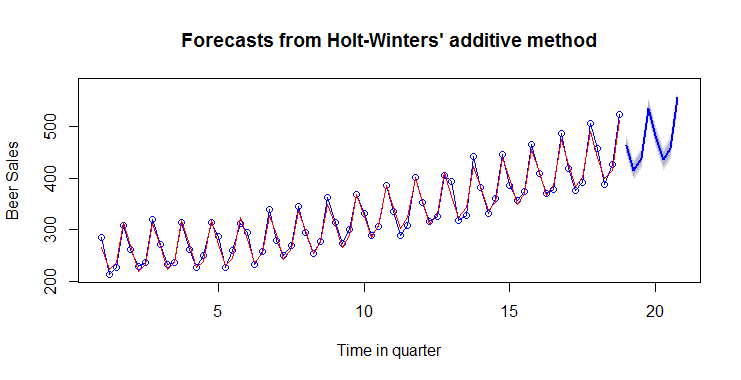 Forecasts from Holt-Winters' additive method
Beer Sales
500
400
300
200
5 10 15 20
Time in quarter